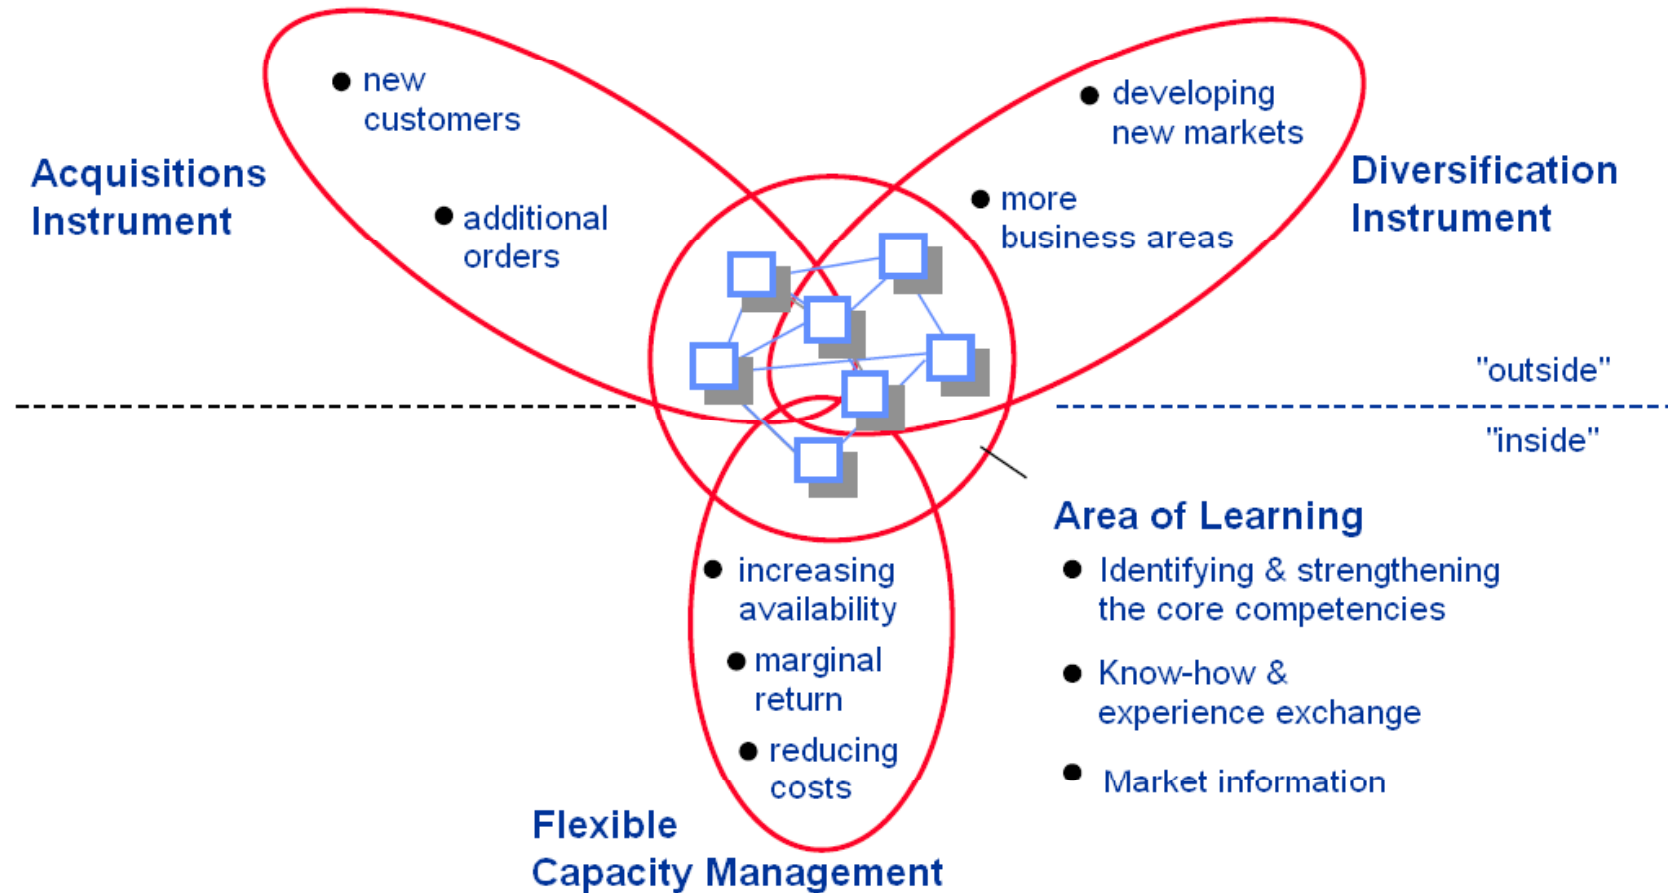 Acquisitions
Instrument
● new
customers
● additional
orders
● developing
new markets
● more
business areas
Diversification
Instrument
"outside"
"inside"
Area of Learning
● Identifying & strengthening
the core competencies
● Know-how &
experience exchange
● Market information
● increasing
availability
● marginal
return
● reducing
costs
Flexible
Capacity Management